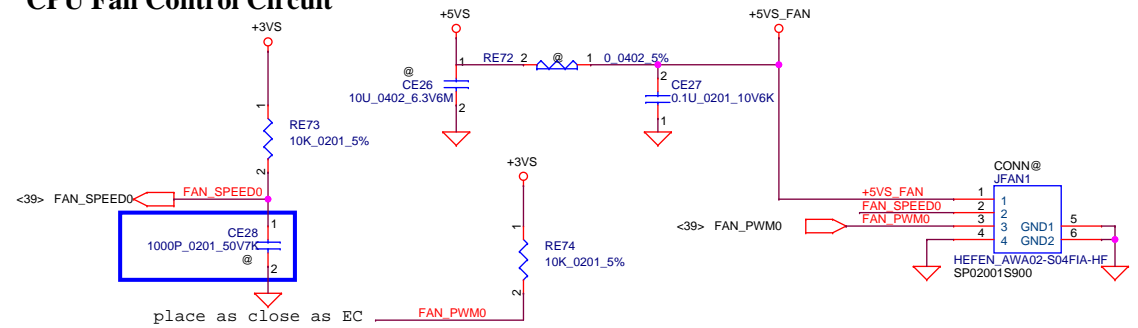 CPU Fan Control Circuit
+3VS
+5VS
+5VS_FAN
RE72 2 @ 1 0_0402_5%
@
1
CE26
10U_0402_6.3V6M
2
2
CE27
0.1U_0201_10V6K
1
1
RE73
10K_0201_5%
2
+3VS
<39> FAN_SPEED0 FAN_SPEED0
1
CE28
1000P_0201_50V7K
@
2
1
RE74
10K_0201_5%
2
place as close as EC FAN_PWM0
CONN@
JFAN1
+5VS_FAN 1 1
FAN_SPEED0 2 2
<39> FAN_PWM0 FAN_PWM0 3 3 GND1 5
4 4 GND2 6
HEFEN_AWA02-S04FIA-HF
SP02001S900